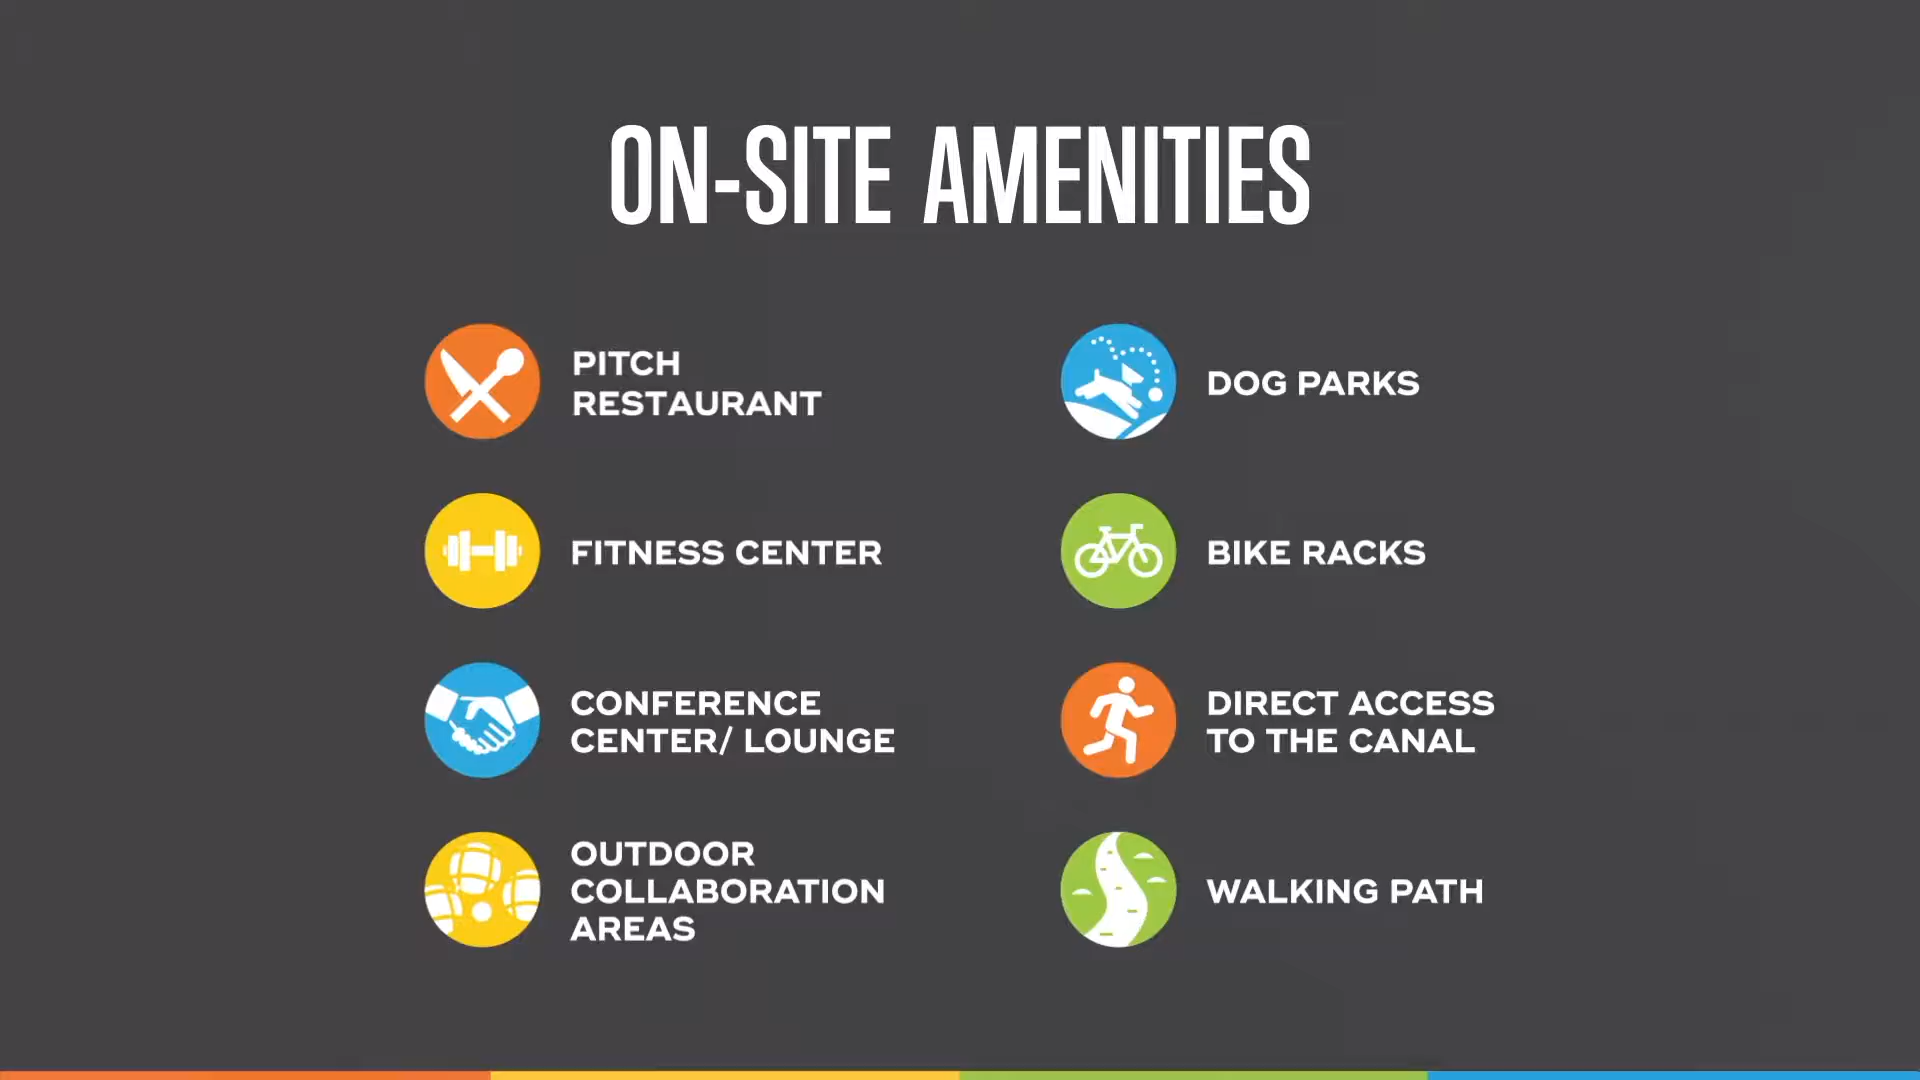 ON-SITE AMENITIES
PITCH
RESTAURANT
FITNESS CENTER
CONFERENCE
CENTER/ LOUNGE
OUTDOOR
COLLABORATION
AREAS
DOG PARKS
BIKE RACKS
DIRECT ACCESS
TO THE CANAL
WALKING PATH